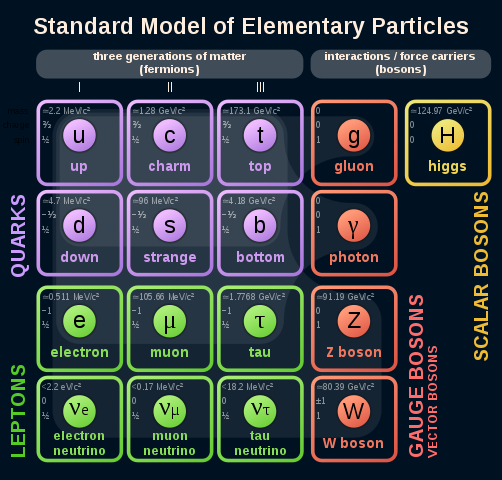 Standard Model of Elementary Particles
three generations of matter
(fermions)
interactions / force carriers
(bosons)
I II III
mass
charge
spin
≃2.2 MeV/c²
⅔
½
u
up
≃1.28 GeV/c²
⅔
½
c
charm
≃173.1 GeV/c²
⅔
½
t
top
0
0
1
g
gluon
≃124.97 GeV/c²
0
0
H
higgs
QUARKS
≃4.7 MeV/c²
−⅓
½
d
down
≃96 MeV/c²
−⅓
½
s
strange
≃4.18 GeV/c²
−⅓
½
b
bottom
0
0
1
γ
photon
SCALAR BOSONS
≃0.511 MeV/c²
−1
½
e
electron
≃105.66 MeV/c²
−1
½
μ
muon
≃1.7768 GeV/c²
−1
½
τ
tau
≃91.19 GeV/c²
0
1
Z
Z boson
GAUGE BOSONS
VECTOR BOSONS
LEPTONS
<2.2 eV/c²
0
½
νe
electron
neutrino
<0.17 MeV/c²
0
½
νμ
muon
neutrino
<18.2 MeV/c²
0
½
ντ
tau
neutrino
≃80.39 GeV/c²
±1
1
W
W boson